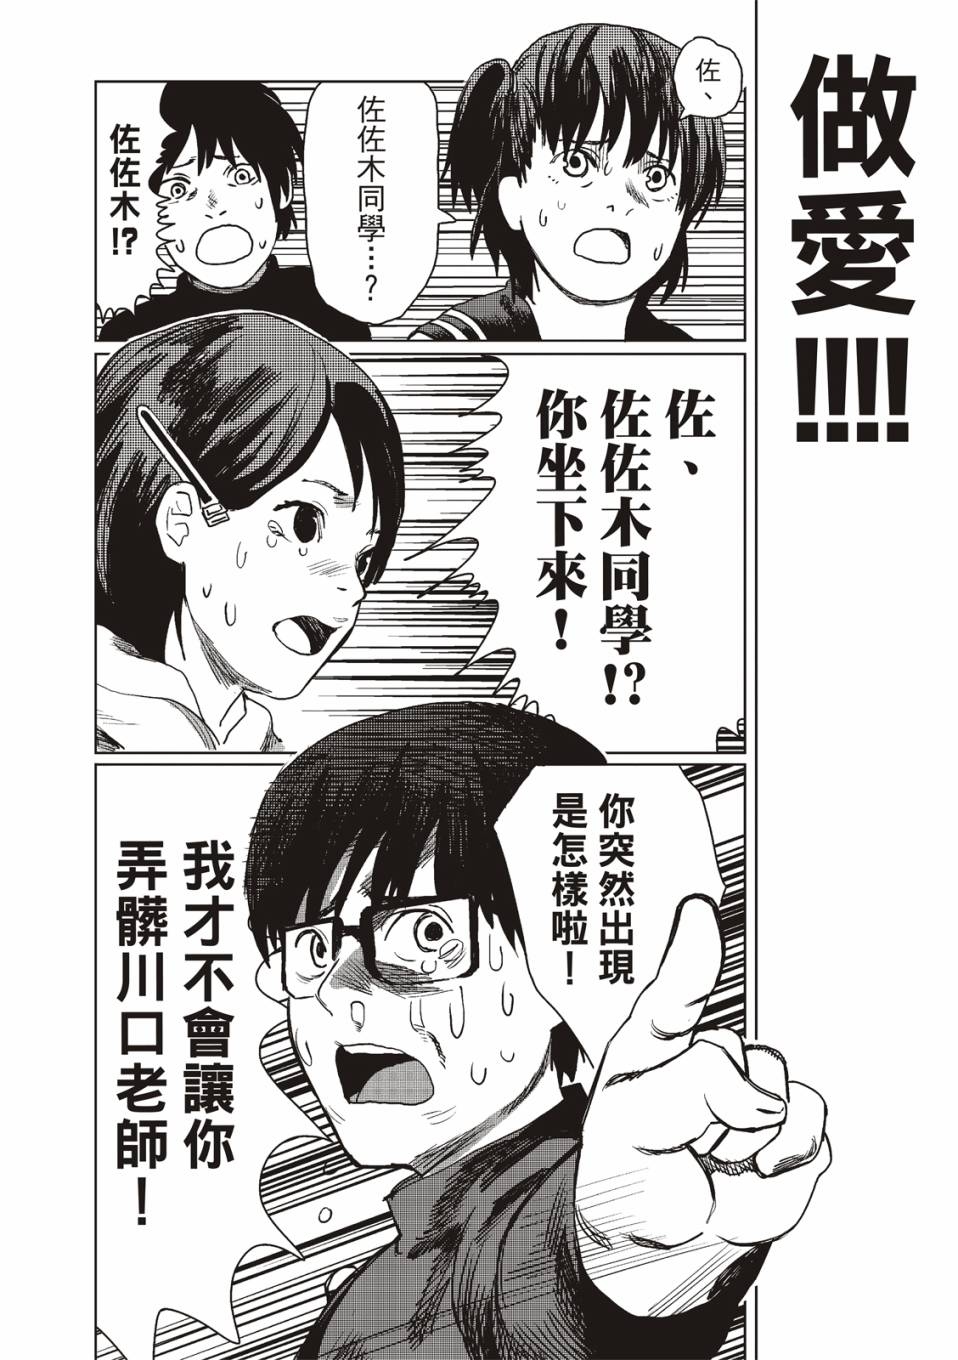 做愛!!!!
佐、
佐佐木同學…？
佐佐木!?
佐、
佐佐木同學!?
你坐下來！
你突然出現
是怎樣啦！
我才不會讓你
弄髒川口老師！